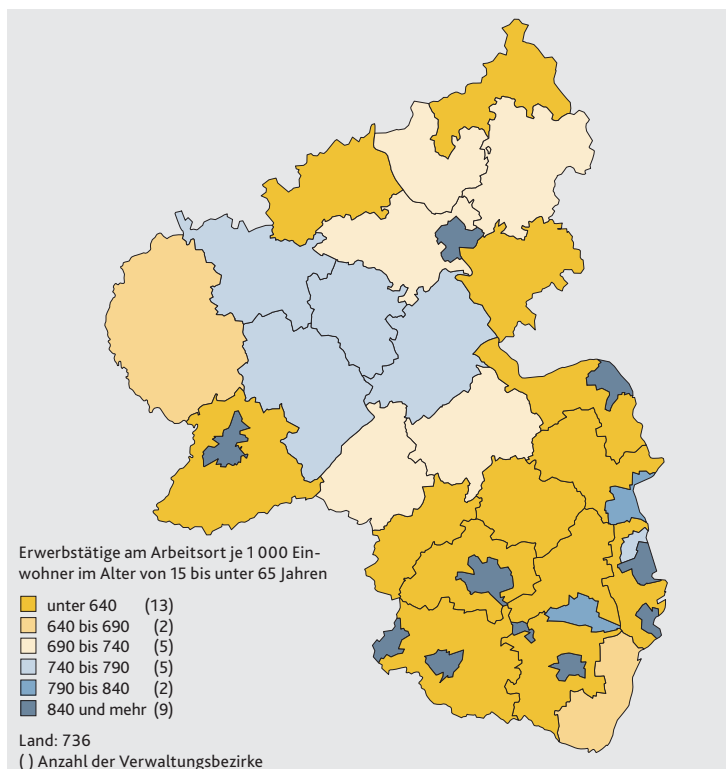 Erwerbstätige am Arbeitsort je 1 000 Ein-
wohner im Alter von 15 bis unter 65 Jahren
unter 640 (13)
640 bis 690 (2)
690 bis 740 (5)
740 bis 790 (5)
790 bis 840 (2)
840 und mehr (9)
Land: 736
( ) Anzahl der Verwaltungsbezirke